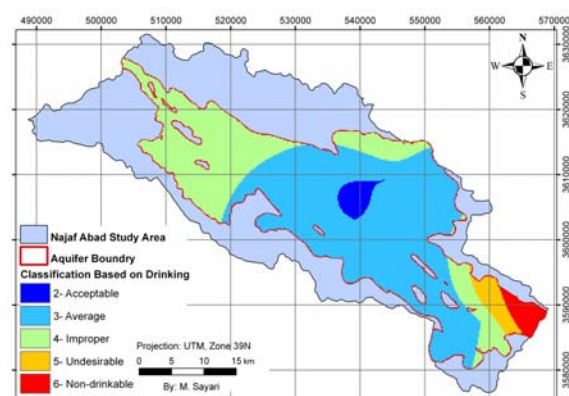 490000 500000 510000 520000 530000 540000 550000 560000 570000
N
W E
S
3630000
3620000
3610000
3600000
3590000
3580000
Najaf Abad Study Area
Aquifer Boundry
Classification Based on Drinking
2- Acceptable
3- Average
4- Improper
5- Undesirable
6- Non-drinkable
Projection: UTM, Zone 39N
0 5 10 15
km
By: M. Sayari